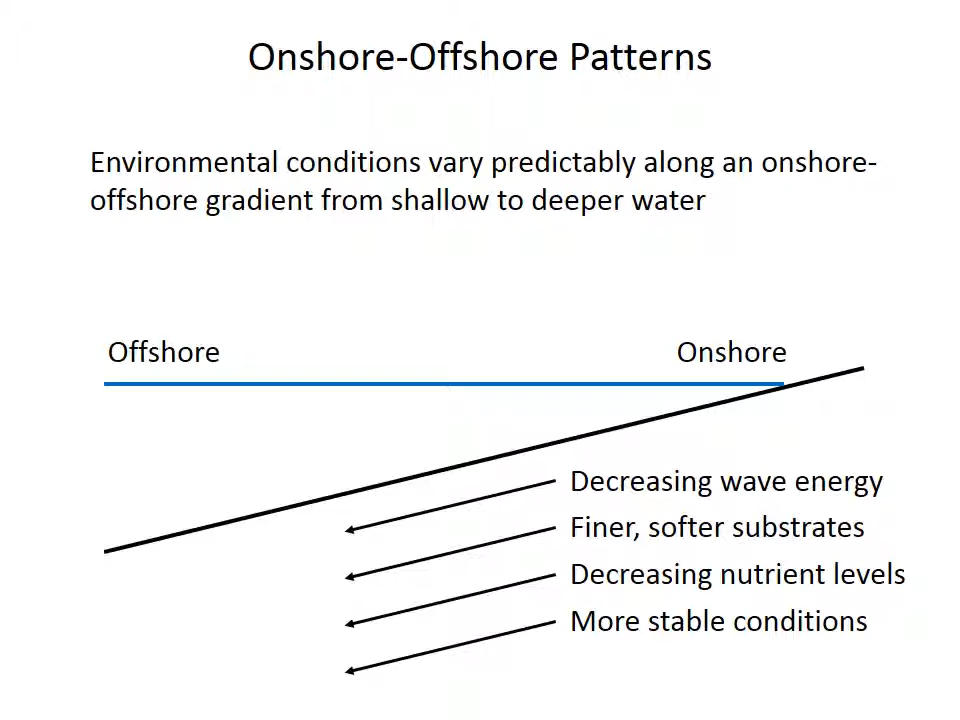 Onshore-Offshore Patterns
Environmental conditions vary predictably along an onshore-
offshore gradient from shallow to deeper water
Offshore
Onshore
Decreasing wave energy
Finer, softer substrates
Decreasing nutrient levels
More stable conditions